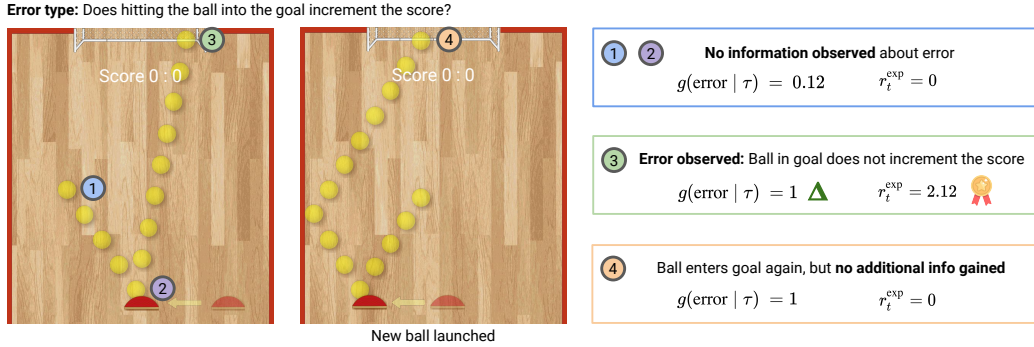 Error type: Does hitting the ball into the goal increment the score?
3
Score 0 : 0
1
2
4
Score 0 : 0
New ball launched
1 2 No information observed about error
g(error | τ) = 0.12 r_t^exp = 0
3 Error observed: Ball in goal does not increment the score
g(error | τ) = 1 Δ r_t^exp = 2.12
4 Ball enters goal again, but no additional info gained
g(error | τ) = 1 r_t^exp = 0